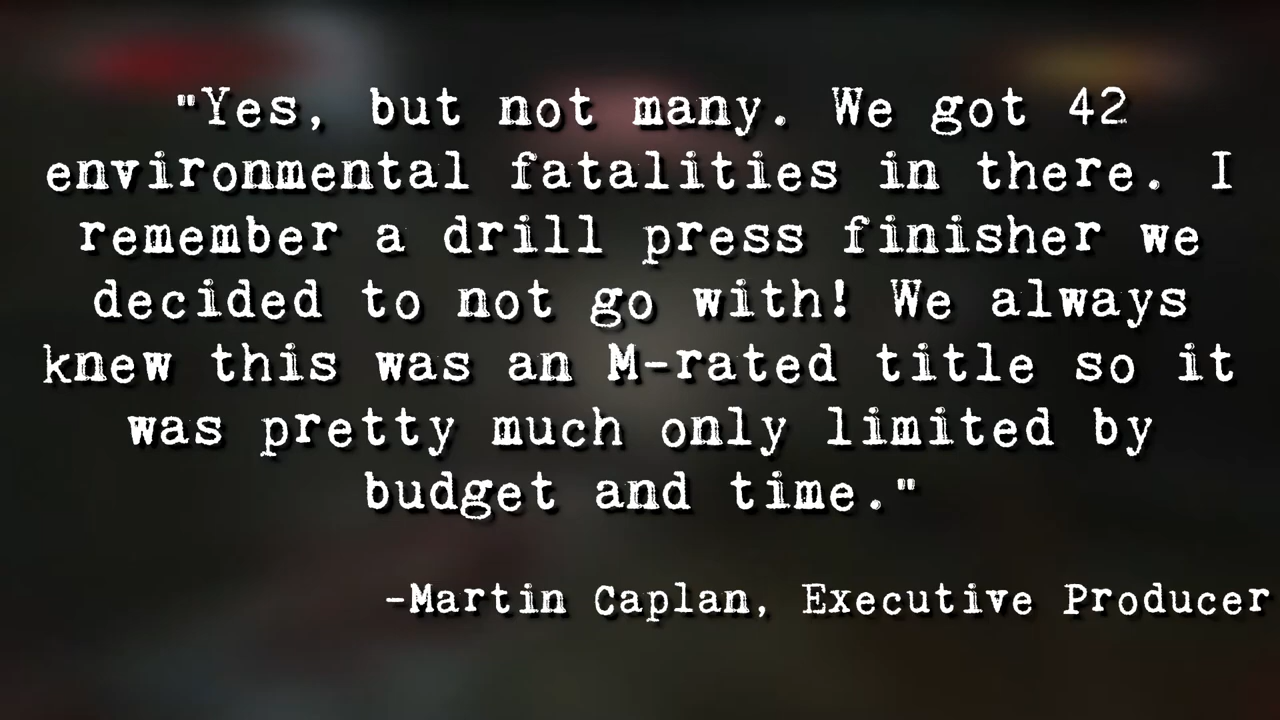 "Yes, but not many. We got 42
environmental fatalities in there. I
remember a drill press finisher we
decided to not go with! We always
knew this was an M-rated title so it
was pretty much only limited by
budget and time."
-Martin Caplan, Executive Producer